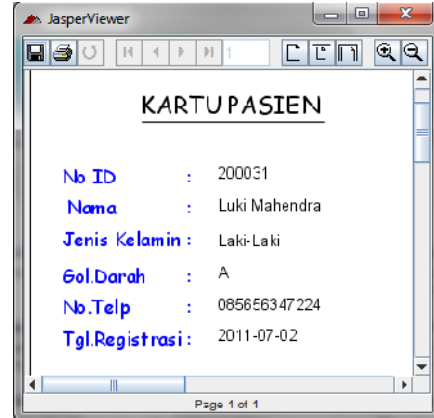 JasperViewer
1
KARTU PASIEN
No ID : 200031
Nama : Luki Mahendra
Jenis Kelamin : Laki-Laki
Gol.Darah : A
No.Telp : 085656347224
Tgl.Registrasi : 2011-07-02
Page 1 of 1